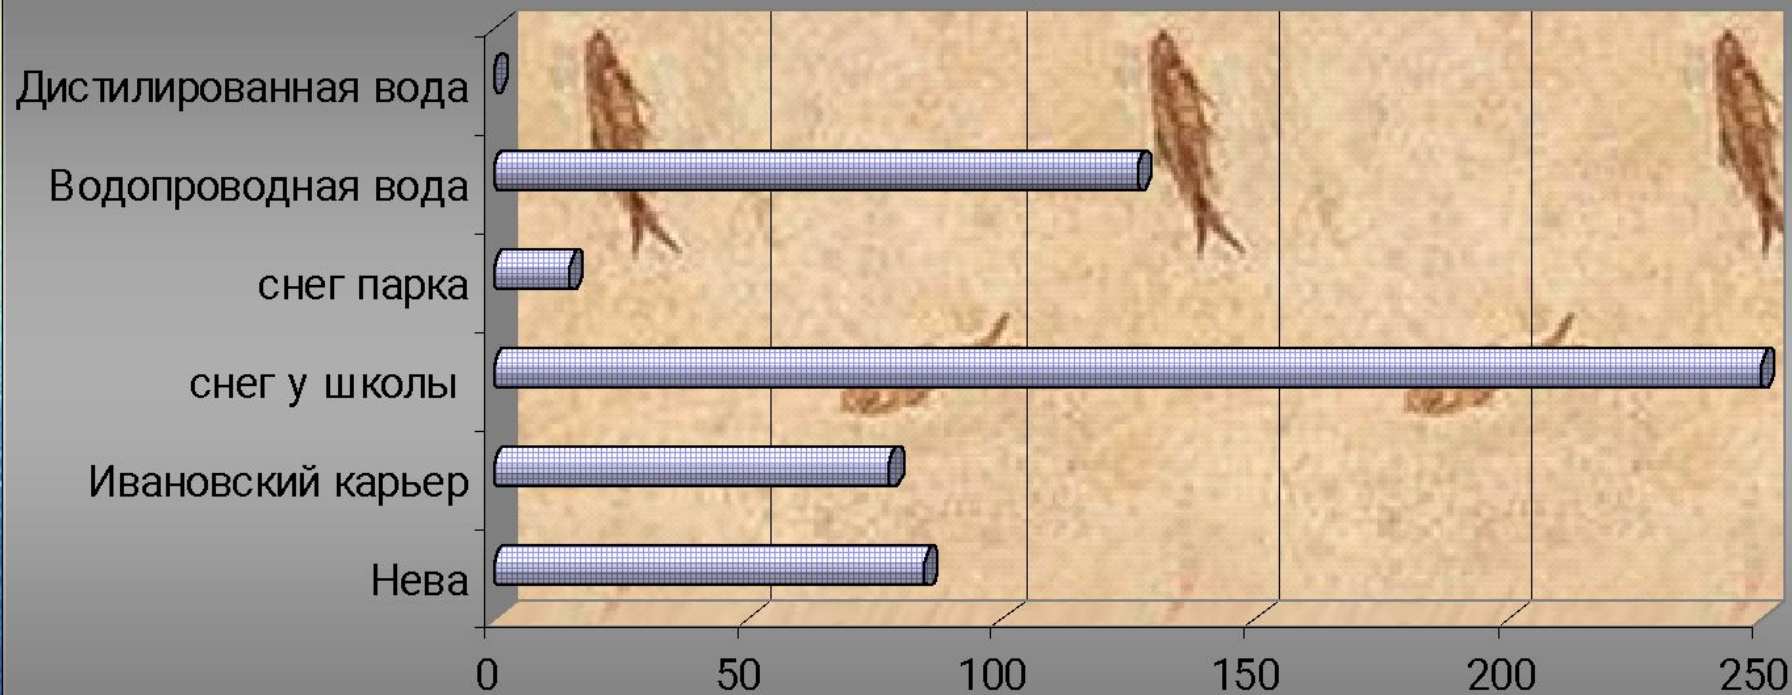 Дистилированная вода
Водопроводная вода
снег парка
снег у школы
Ивановский карьер
Нева
0 50 100 150 200 250